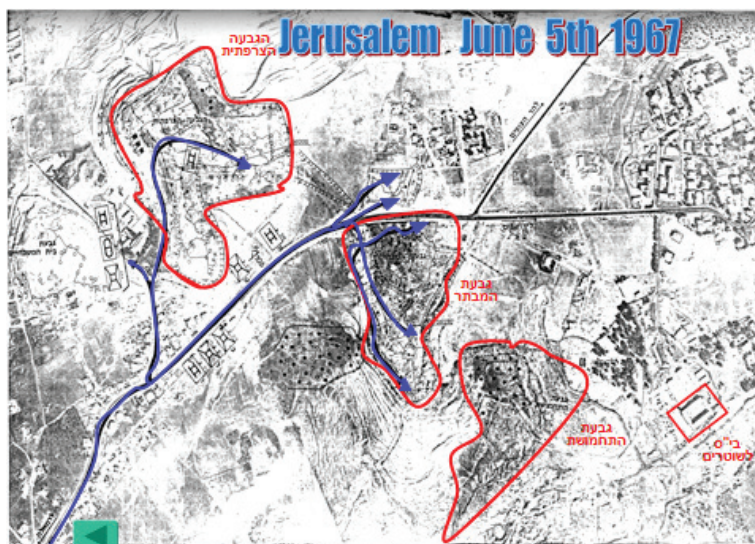 Jerusalem June 5th 1967
הגבעה
הצרפתית
גבעת
המבתר
גבעת
התחמושת
בי"ס
לשוטרים